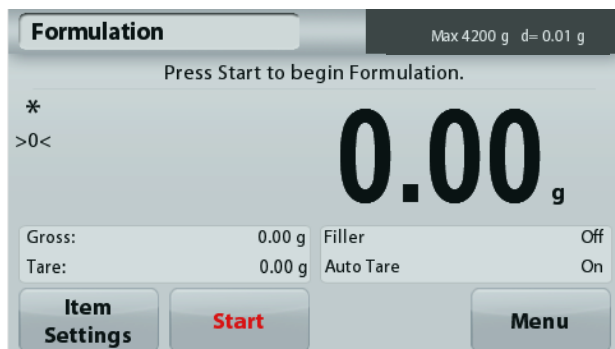 Formulation
Max 4200 g d= 0.01 g
Press Start to begin Formulation.
*
>0<
0.00 g
Gross: 0.00 g Filler Off
Tare: 0.00 g Auto Tare On
Item Settings
Start
Menu